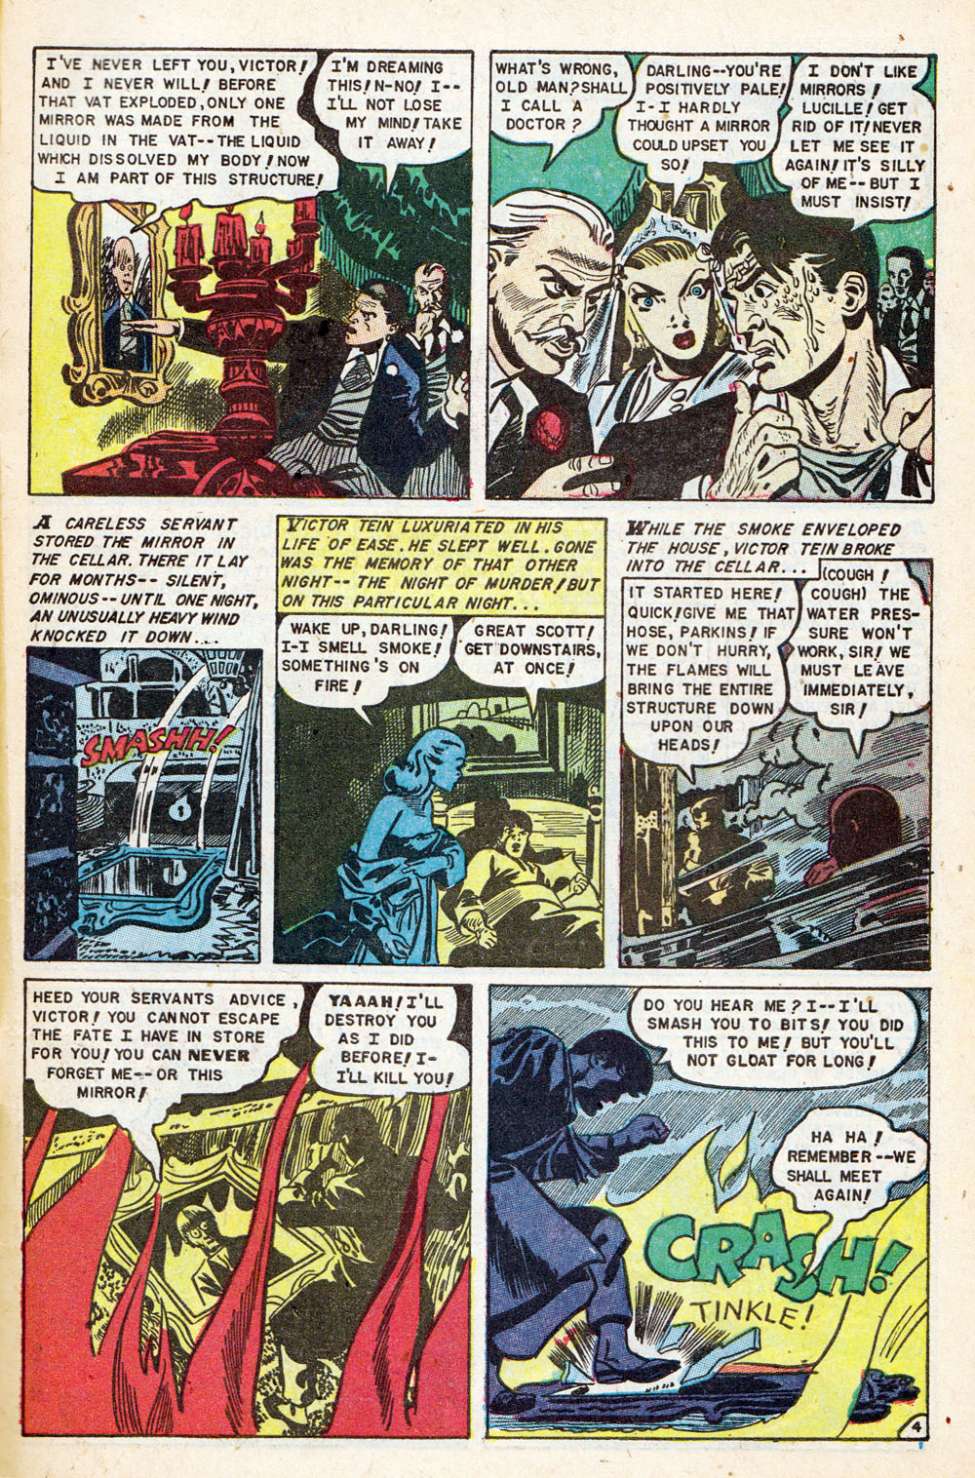 I'VE NEVER LEFT YOU, VICTOR!
AND I NEVER WILL! BEFORE
THAT VAT EXPLODED, ONLY ONE
MIRROR WAS MADE FROM THE
LIQUID IN THE VAT--THE LIQUID
WHICH DISSOLVED MY BODY! NOW
I AM PART OF THIS STRUCTURE!
I'M DREAMING
THIS! N-NO! I--
I'LL NOT LOSE
MY MIND! TAKE
IT AWAY!
WHAT'S WRONG,
OLD MAN? SHALL
I CALL A
DOCTOR?
DARLING--YOU'RE
POSITIVELY PALE!
I-I HARDLY
THOUGHT A MIRROR
COULD UPSET YOU
SO!
I DON'T LIKE
MIRRORS!
LUCILLE! GET
RID OF IT! NEVER
LET ME SEE IT
AGAIN! IT'S SILLY
OF ME--BUT I
MUST INSIST!
A CARELESS SERVANT
STORED THE MIRROR IN
THE CELLAR. THERE IT LAY
FOR MONTHS-- SILENT,
OMINOUS--UNTIL ONE NIGHT,
AN UNUSUALLY HEAVY WIND
KNOCKED IT DOWN...
SMASHH!
VICTOR TEIN LUXURIATED IN HIS
LIFE OF EASE. HE SLEPT WELL. GONE
WAS THE MEMORY OF THAT OTHER
NIGHT-- THE NIGHT OF MURDER! BUT
ON THIS PARTICULAR NIGHT...
WAKE UP, DARLING!
I-I SMELL SMOKE!
SOMETHING'S ON
FIRE!
GREAT SCOTT!
GET DOWNSTAIRS,
AT ONCE!
WHILE THE SMOKE ENVELOPED
THE HOUSE, VICTOR TEIN BROKE
INTO THE CELLAR...
IT STARTED HERE!
QUICK! GIVE ME THAT
HOSE, PARKINS! IF
WE DON'T HURRY,
THE FLAMES WILL
BRING THE ENTIRE
STRUCTURE DOWN
UPON OUR
HEADS!
(COUGH!
COUGH) THE
WATER PRES-
SURE WON'T
WORK, SIR! WE
MUST LEAVE
IMMEDIATELY,
SIR!
HEED YOUR SERVANTS ADVICE,
VICTOR! YOU CANNOT ESCAPE
THE FATE I HAVE IN STORE
FOR YOU! YOU CAN NEVER
FORGET ME--OR THIS
MIRROR!
YAAAH! I'LL
DESTROY YOU
AS I DID
BEFORE! I-
I'LL KILL YOU!
DO YOU HEAR ME? I--I'LL
SMASH YOU TO BITS! YOU DID
THIS TO ME! BUT YOU'LL
NOT GLOAT FOR LONG!
HA HA!
REMEMBER--WE
SHALL MEET
AGAIN!
CRASH!
TINKLE!
4